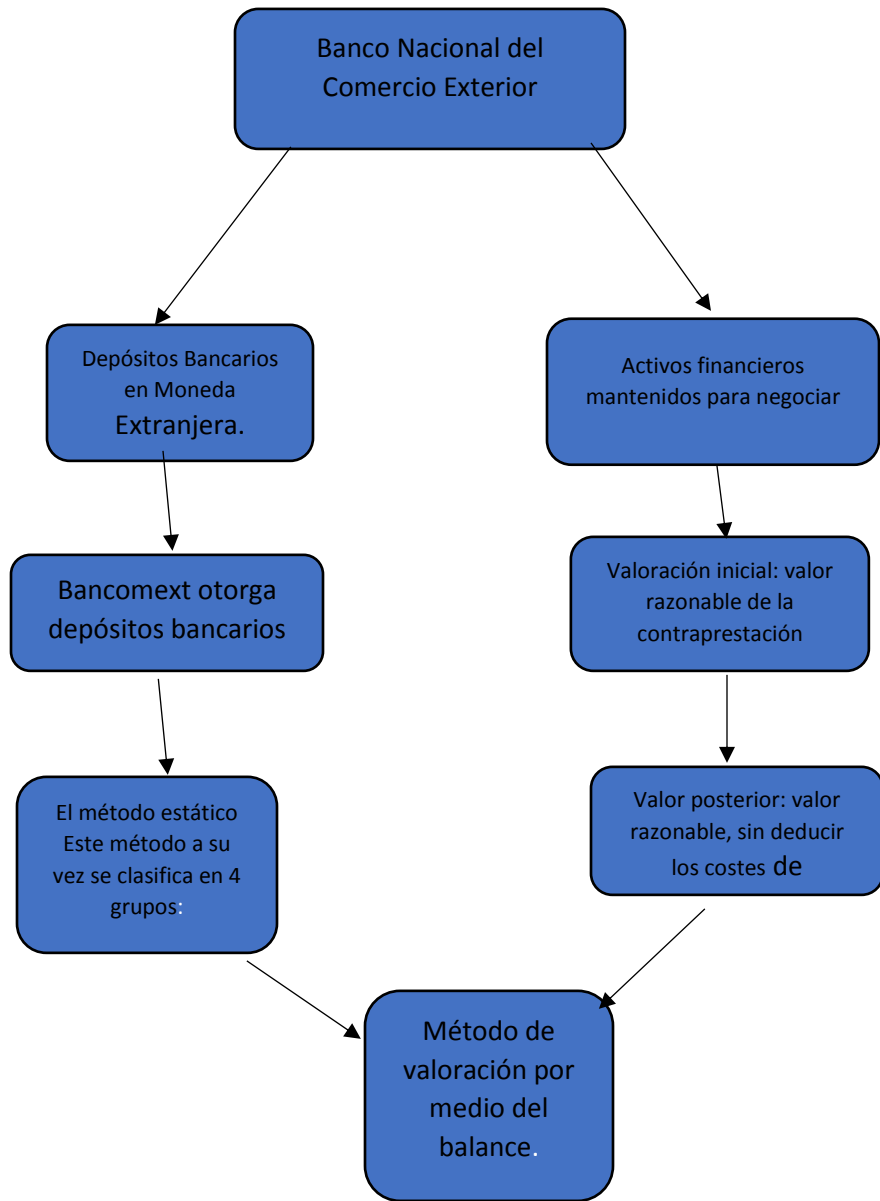 Banco Nacional del
Comercio Exterior
Depósitos Bancarios
en Moneda
Extranjera.
Activos financieros
mantenidos para negociar
Bancomext otorga
depósitos bancarios
Valoración inicial: valor
razonable de la
contraprestación
El método estático
Este método a su
vez se clasifica en 4
grupos:
Valor posterior: valor
razonable, sin deducir
los costes de
Método de
valoración por
medio del
balance.